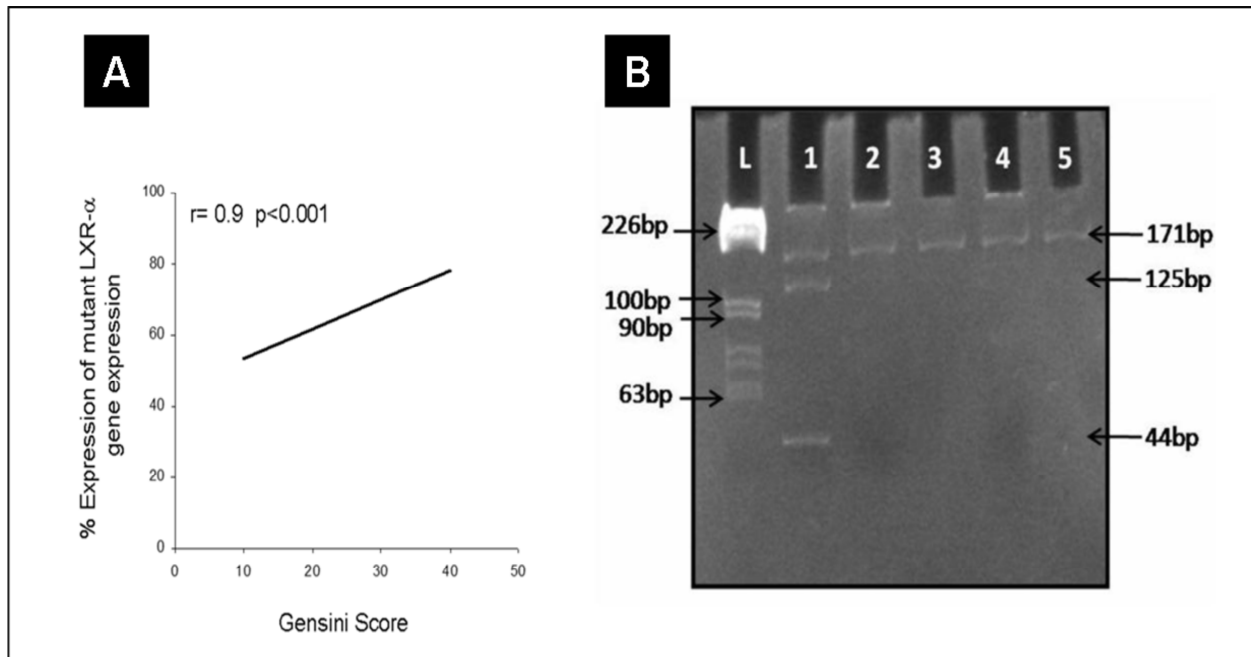 A
% Expression of mutant LXR-α
gene expression
r= 0.9 p<0.001
100
80
60
40
20
0
0 10 20 30 40 50
Gensini Score
B
L 1 2 3 4 5
226bp
100bp
90bp
63bp
171bp
125bp
44bp